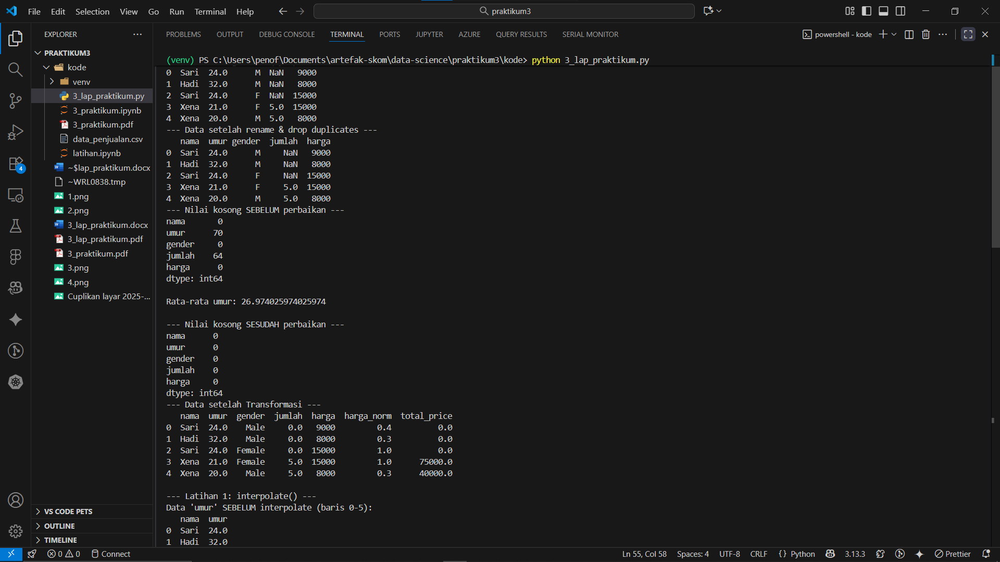 File Edit Selection View Go Run Terminal Help praktikum3
EXPLORER
PRAKTIKUM3
kode
venv
3_lap_praktikum.py
3_praktikum.ipynb
3_praktikum.pdf
data_penjualan.csv
latihan.ipynb
~$lap_praktikum.docx
~WRL0838.tmp
1.png
2.png
3_lap_praktikum.docx
3_lap_praktikum.pdf
3_praktikum.pdf
3.png
4.png
Cuplikan layar 2025-...
VS CODE PETS
OUTLINE
TIMELINE
4
PROBLEMS OUTPUT DEBUG CONSOLE TERMINAL PORTS JUPYTER AZURE QUERY RESULTS SERIAL MONITOR powershell - kode
(venv) PS C:\Users\penof\Documents\artefak-skom\data-science\praktikum3\kode> python 3_lap_praktikum.py
0  Sari  24.0      M  NaN   9000
1  Hadi  32.0      M  NaN   8000
2  Sari  24.0      F  NaN  15000
3  Xena  21.0      F  5.0  15000
4  Xena  20.0      M  5.0   8000
--- Data setelah rename & drop duplicates ---
   nama  umur gender  jumlah  harga
0  Sari  24.0      M     NaN   9000
1  Hadi  32.0      M     NaN   8000
2  Sari  24.0      F     NaN  15000
3  Xena  21.0      F     5.0  15000
4  Xena  20.0      M     5.0   8000
--- Nilai kosong SEBELUM perbaikan ---
nama       0
umur      70
gender     0
jumlah    64
harga      0
dtype: int64
Rata-rata umur: 26.974025974025974
--- Nilai kosong SESUDAH perbaikan ---
nama      0
umur      0
gender    0
jumlah    0
harga     0
dtype: int64
--- Data setelah Transformasi ---
   nama  umur  gender  jumlah  harga  harga_norm  total_price
0  Sari  24.0    Male     0.0   9000         0.4          0.0
1  Hadi  32.0    Male     0.0   8000         0.3          0.0
2  Sari  24.0  Female     0.0  15000         1.0          0.0
3  Xena  21.0  Female     5.0  15000         1.0      75000.0
4  Xena  20.0    Male     5.0   8000         0.3      40000.0
--- Latihan 1: interpolate() ---
Data 'umur' SEBELUM interpolate (baris 0-5):
   nama  umur
0  Sari  24.0
1  Hadi  32.0
0 0 Connect Ln 55, Col 58 Spaces: 4 UTF-8 CRLF {} Python 3.13.3 Prettier